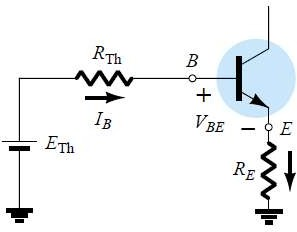 R_Th
B
+
I_B
V_BE
− E
E_Th
R_E